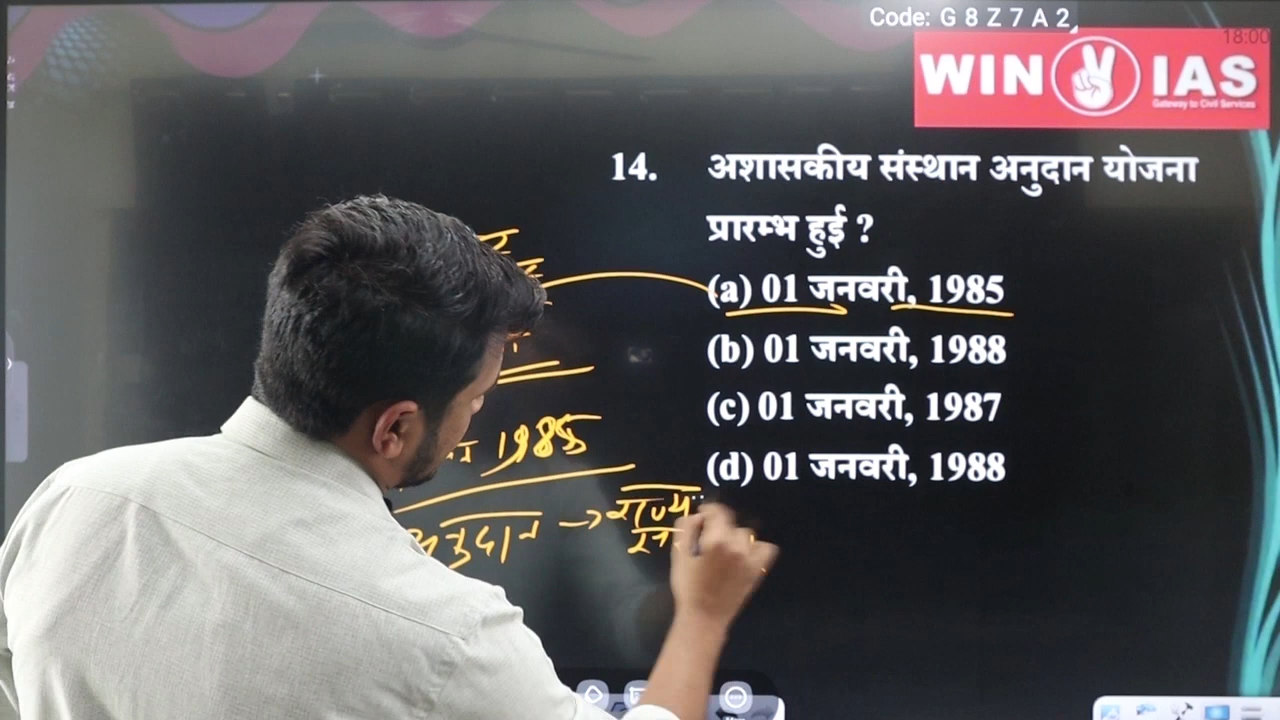 Code: G 8 Z 7 A 2
18:00
WIN IAS
Gateway to Civil Services
14. अशासकीय संस्थान अनुदान योजना
प्रारम्भ हुई ?
(a) 01 जनवरी, 1985
(b) 01 जनवरी, 1988
(c) 01 जनवरी, 1987
(d) 01 जनवरी, 1988
1985
अनुदान → राज्य